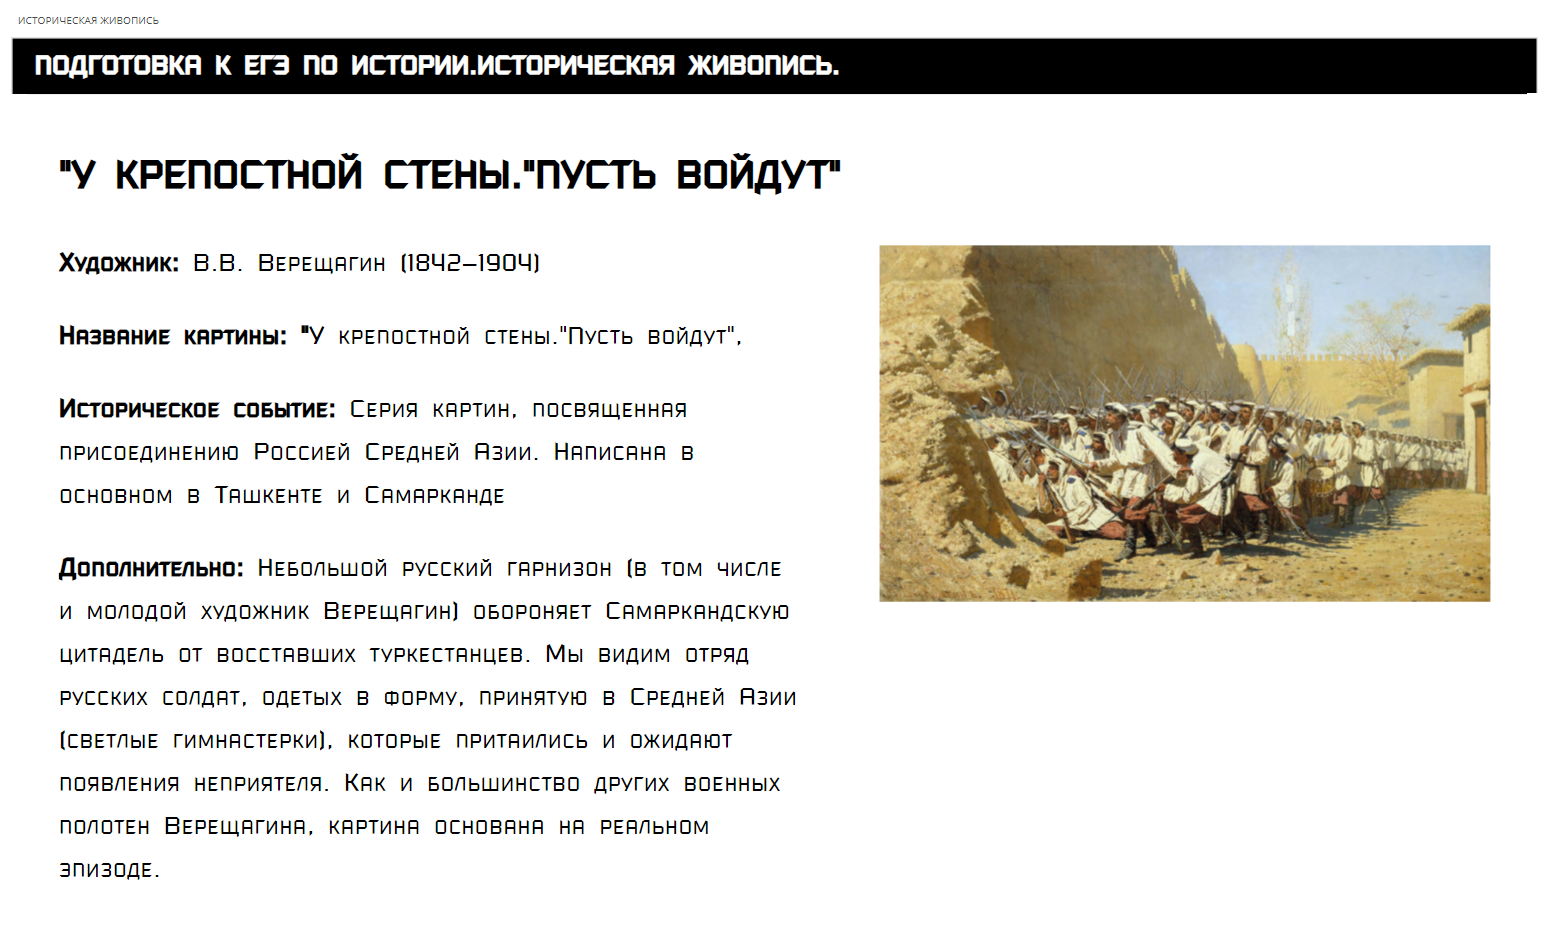 ИСТОРИЧЕСКАЯ ЖИВОПИСЬ
ПОДГОТОВКА К ЕГЭ ПО ИСТОРИИ.ИСТОРИЧЕСКАЯ ЖИВОПИСЬ.
"У КРЕПОСТНОЙ СТЕНЫ."ПУСТЬ ВОЙДУТ"
Художник: В.В. Верещагин (1842–1904)
Название картины: "У крепостной стены."Пусть войдут",
Историческое событие: Серия картин, посвященная
присоединению Россией Средней Азии. Написана в
основном в Ташкенте и Самарканде
Дополнительно: Небольшой русский гарнизон (в том числе
и молодой художник Верещагин) обороняет Самаркандскую
цитадель от восставших туркестанцев. Мы видим отряд
русских солдат, одетых в форму, принятую в Средней Азии
(светлые гимнастерки), которые притаились и ожидают
появления неприятеля. Как и большинство других военных
полотен Верещагина, картина основана на реальном
эпизоде.